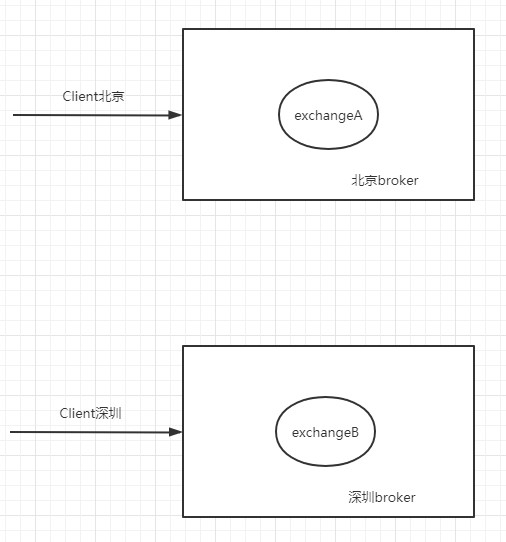 Client北京
exchangeA
北京broker
Client深圳
exchangeB
深圳broker